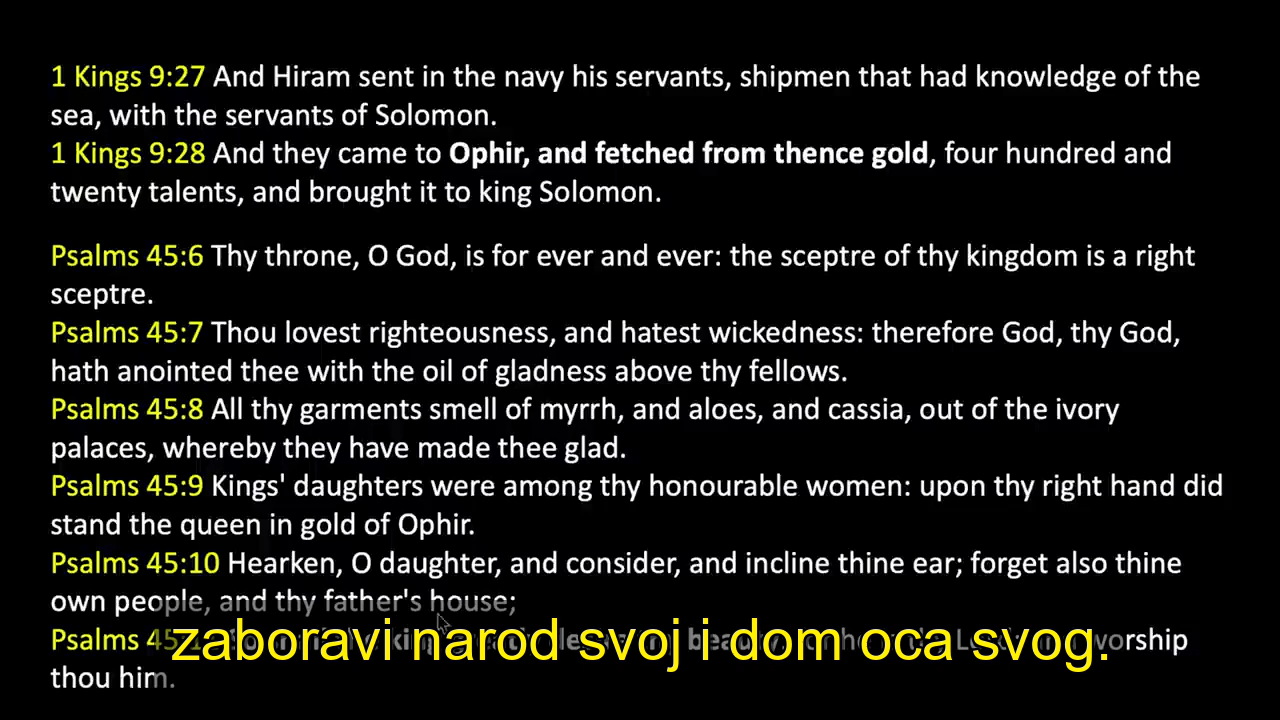 1 Kings 9:27 And Hiram sent in the navy his servants, shipmen that had knowledge of the
sea, with the servants of Solomon.
1 Kings 9:28 And they came to Ophir, and fetched from thence gold, four hundred and
twenty talents, and brought it to king Solomon.
Psalms 45:6 Thy throne, O God, is for ever and ever: the sceptre of thy kingdom is a right
sceptre.
Psalms 45:7 Thou lovest righteousness, and hatest wickedness: therefore God, thy God,
hath anointed thee with the oil of gladness above thy fellows.
Psalms 45:8 All thy garments smell of myrrh, and aloes, and cassia, out of the ivory
palaces, whereby they have made thee glad.
Psalms 45:9 Kings' daughters were among thy honourable women: upon thy right hand did
stand the queen in gold of Ophir.
Psalms 45:10 Hearken, O daughter, and consider, and incline thine ear; forget also thine
own people, and thy father's house;
Psalms king beauty: worship
thou him.
zaboravi narod svoj i dom oca svog.